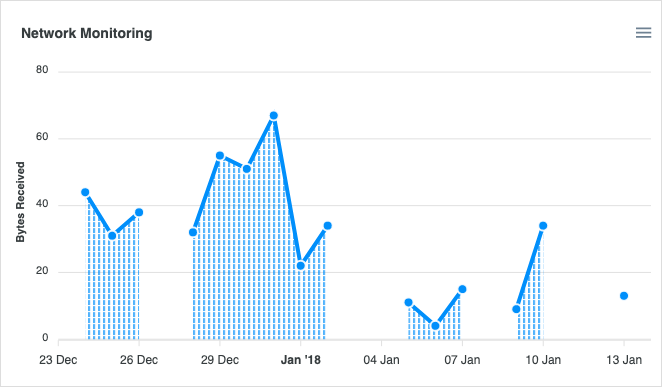 Network Monitoring
80
60
40
20
0
Bytes Received
23 Dec 26 Dec 29 Dec Jan '18 04 Jan 07 Jan 10 Jan 13 Jan